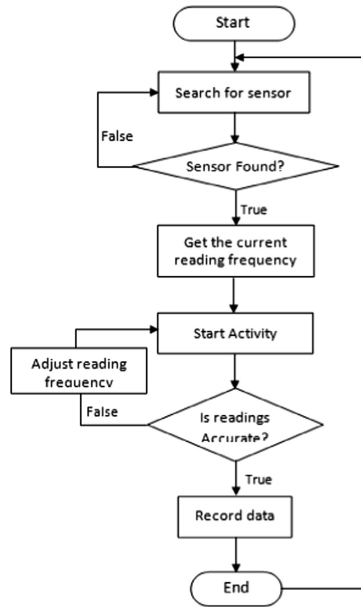 Start
Search for sensor
False
Sensor Found?
True
Get the current
reading frequency
Start Activity
Adjust reading
frequency
False
Is readings
Accurate?
True
Record data
End